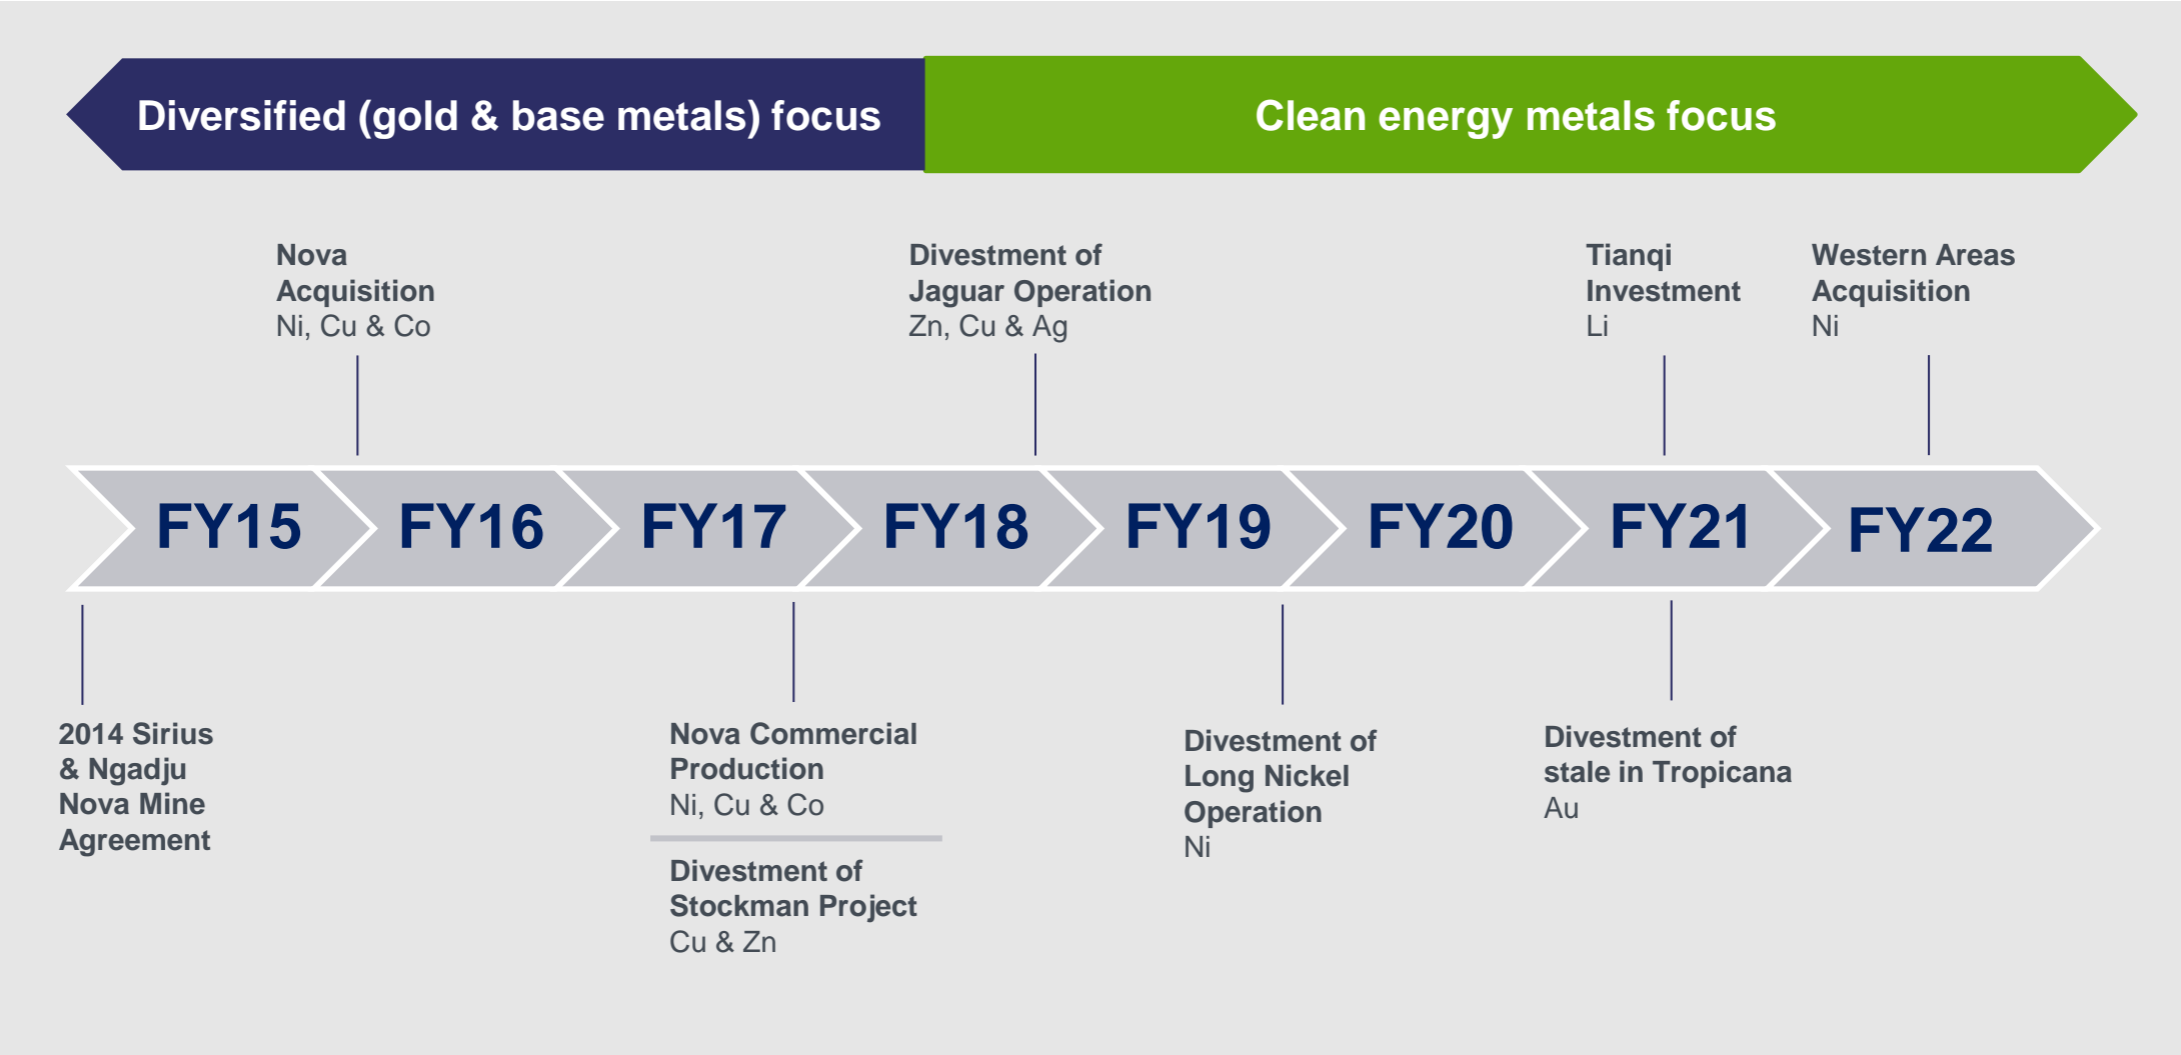 Diversified (gold & base metals) focus
Clean energy metals focus
Nova
Acquisition
Ni, Cu & Co
Divestment of
Jaguar Operation
Zn, Cu & Ag
Tianqi
Investment
Li
Western Areas
Acquisition
Ni
FY15
FY16
FY17
FY18
FY19
FY20
FY21
FY22
2014 Sirius
& Ngadju
Nova Mine
Agreement
Nova Commercial
Production
Ni, Cu & Co
Divestment of
Stockman Project
Cu & Zn
Divestment of
Long Nickel
Operation
Ni
Divestment of
stale in Tropicana
Au